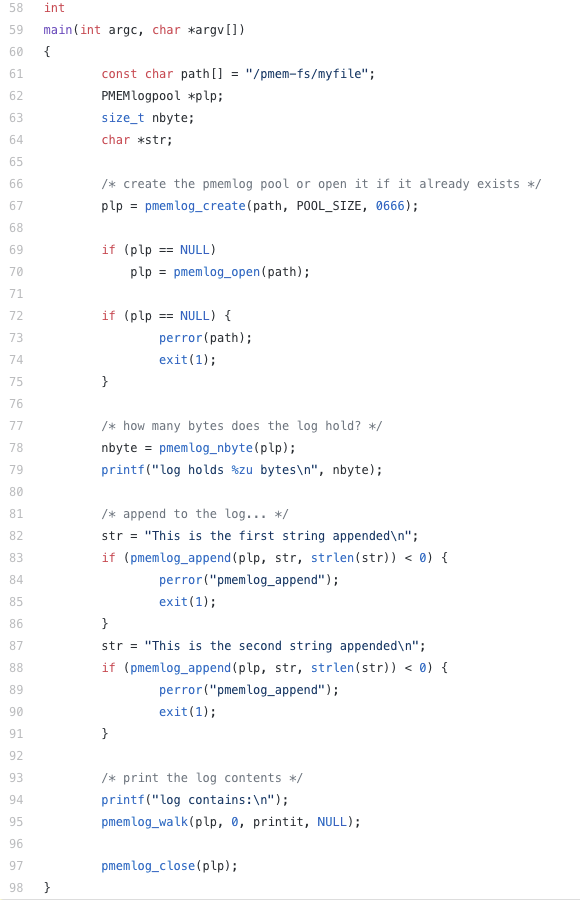 58 int
59 main(int argc, char *argv[])
60 {
61         const char path[] = "/pmem-fs/myfile";
62         PMEMlogpool *plp;
63         size_t nbyte;
64         char *str;
65
66         /* create the pmemlog pool or open it if it already exists */
67         plp = pmemlog_create(path, POOL_SIZE, 0666);
68
69         if (plp == NULL)
70             plp = pmemlog_open(path);
71
72         if (plp == NULL) {
73                 perror(path);
74                 exit(1);
75         }
76
77         /* how many bytes does the log hold? */
78         nbyte = pmemlog_nbyte(plp);
79         printf("log holds %zu bytes\n", nbyte);
80
81         /* append to the log... */
82         str = "This is the first string appended\n";
83         if (pmemlog_append(plp, str, strlen(str)) < 0) {
84                 perror("pmemlog_append");
85                 exit(1);
86         }
87         str = "This is the second string appended\n";
88         if (pmemlog_append(plp, str, strlen(str)) < 0) {
89                 perror("pmemlog_append");
90                 exit(1);
91         }
92
93         /* print the log contents */
94         printf("log contains:\n");
95         pmemlog_walk(plp, 0, printit, NULL);
96
97         pmemlog_close(plp);
98 }